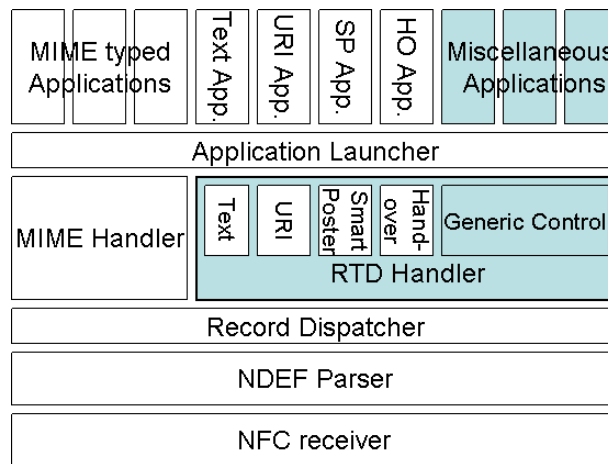 MIME typed
Applications
Text App.
URI App.
SP App.
HO App.
Miscellaneous
Applications
Application Launcher
MIME Handler
Text
URI
Smart
Poster
Hand-
over
Generic Control
RTD Handler
Record Dispatcher
NDEF Parser
NFC receiver